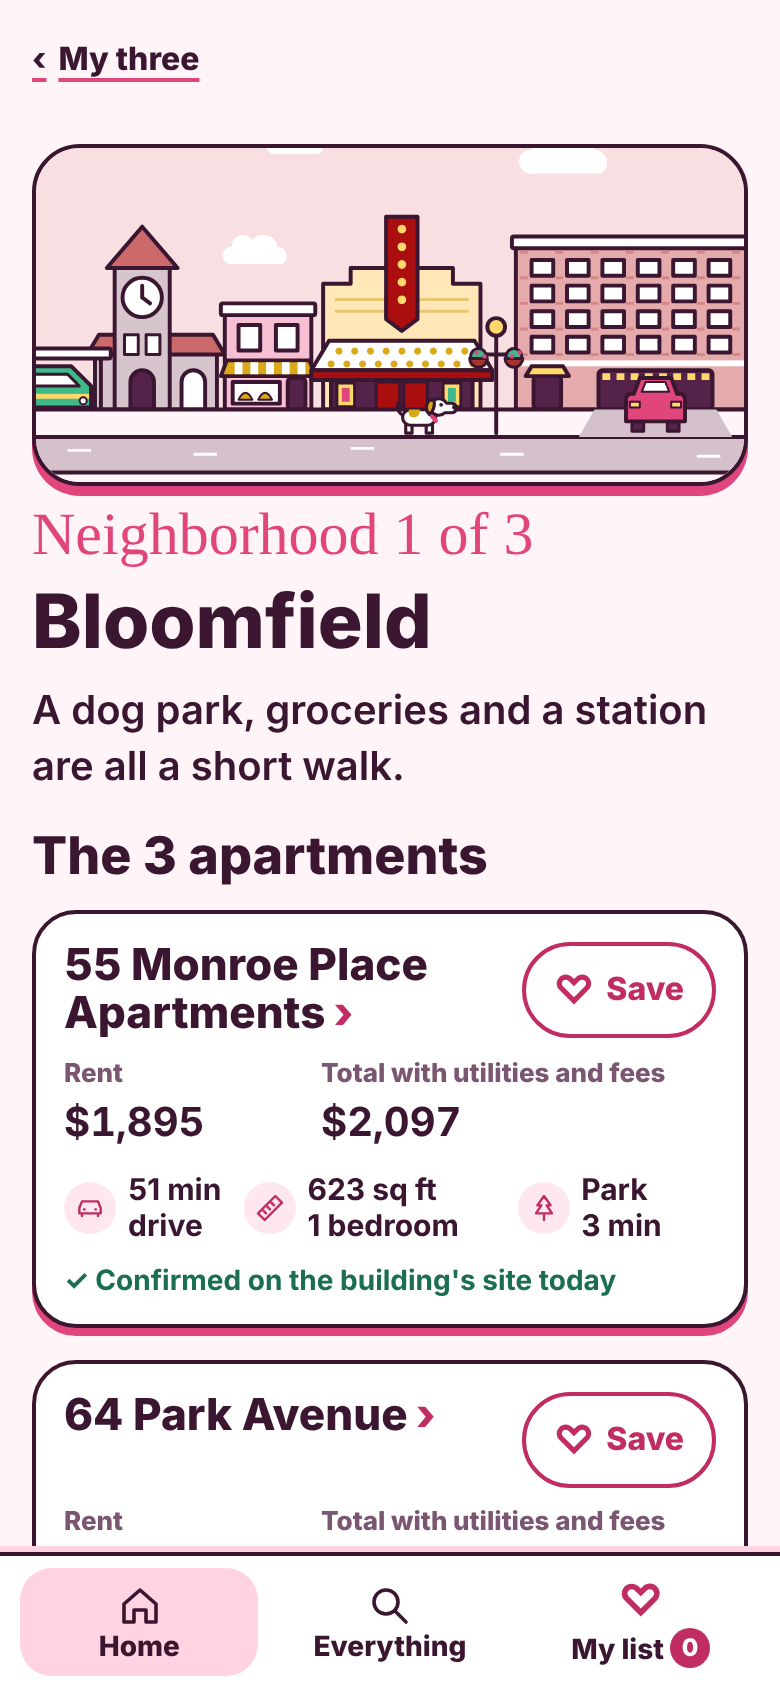 ‹ My three
Neighborhood 1 of 3
Bloomfield
A dog park, groceries and a station
are all a short walk.
The 3 apartments
55 Monroe Place
Apartments ›
Save
Rent
Total with utilities and fees
$1,895
$2,097
51 min
drive
623 sq ft
1 bedroom
Park
3 min
✓ Confirmed on the building's site today
64 Park Avenue ›
Save
Rent
Total with utilities and fees
Home
Everything
My list 0